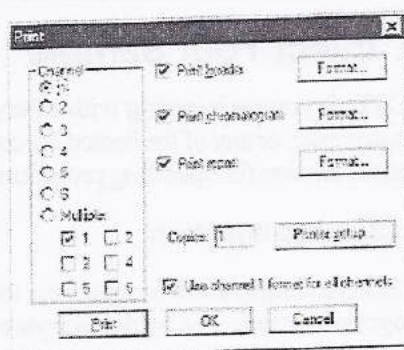 Print
Channel
1
2
3
4
5
6
Multiple:
1 2
3 4
5 6
Print header Format...
Print chromatogram Format...
Print report Format...
Copies: 1 Printer setup...
Use channel 1 format for all channels
Print OK Cancel